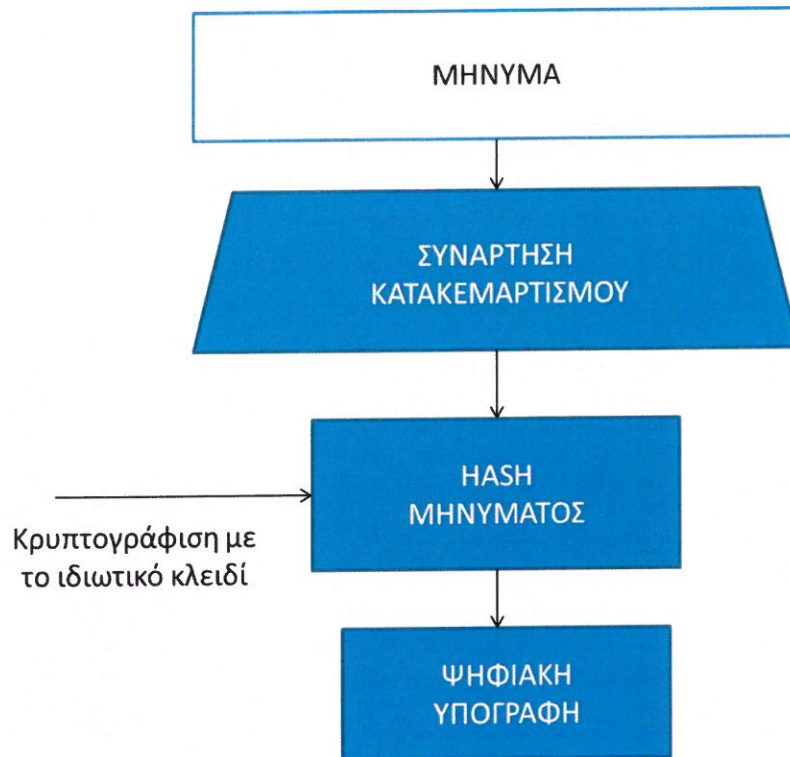 ΜΗΝΥΜΑ
ΣΥΝΑΡΤΗΣΗ
ΚΑΤΑΚΕΜΑΡΤΙΣΜΟΥ
HASH
ΜΗΝΥΜΑΤΟΣ
Κρυπτογράφιση με
το ιδιωτικό κλειδί
ΨΗΦΙΑΚΗ
ΥΠΟΓΡΑΦΗ